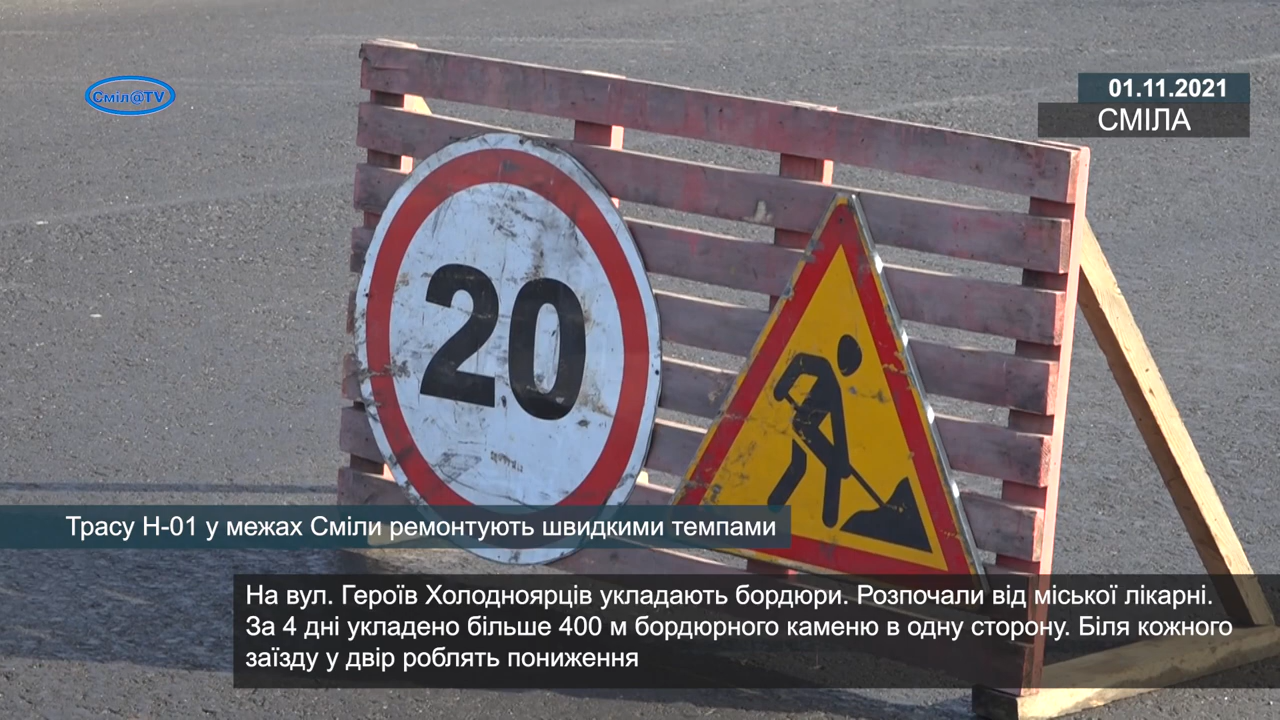 Сміл@TV
01.11.2021
СМІЛА
20
Трасу Н-01 у межах Сміли ремонтують швидкими темпами
На вул. Героїв Холодноярців укладають бордюри. Розпочали від міської лікарні.
За 4 дні укладено більше 400 м бордюрного каменю в одну сторону. Біля кожного
заїзду у двір роблять пониження